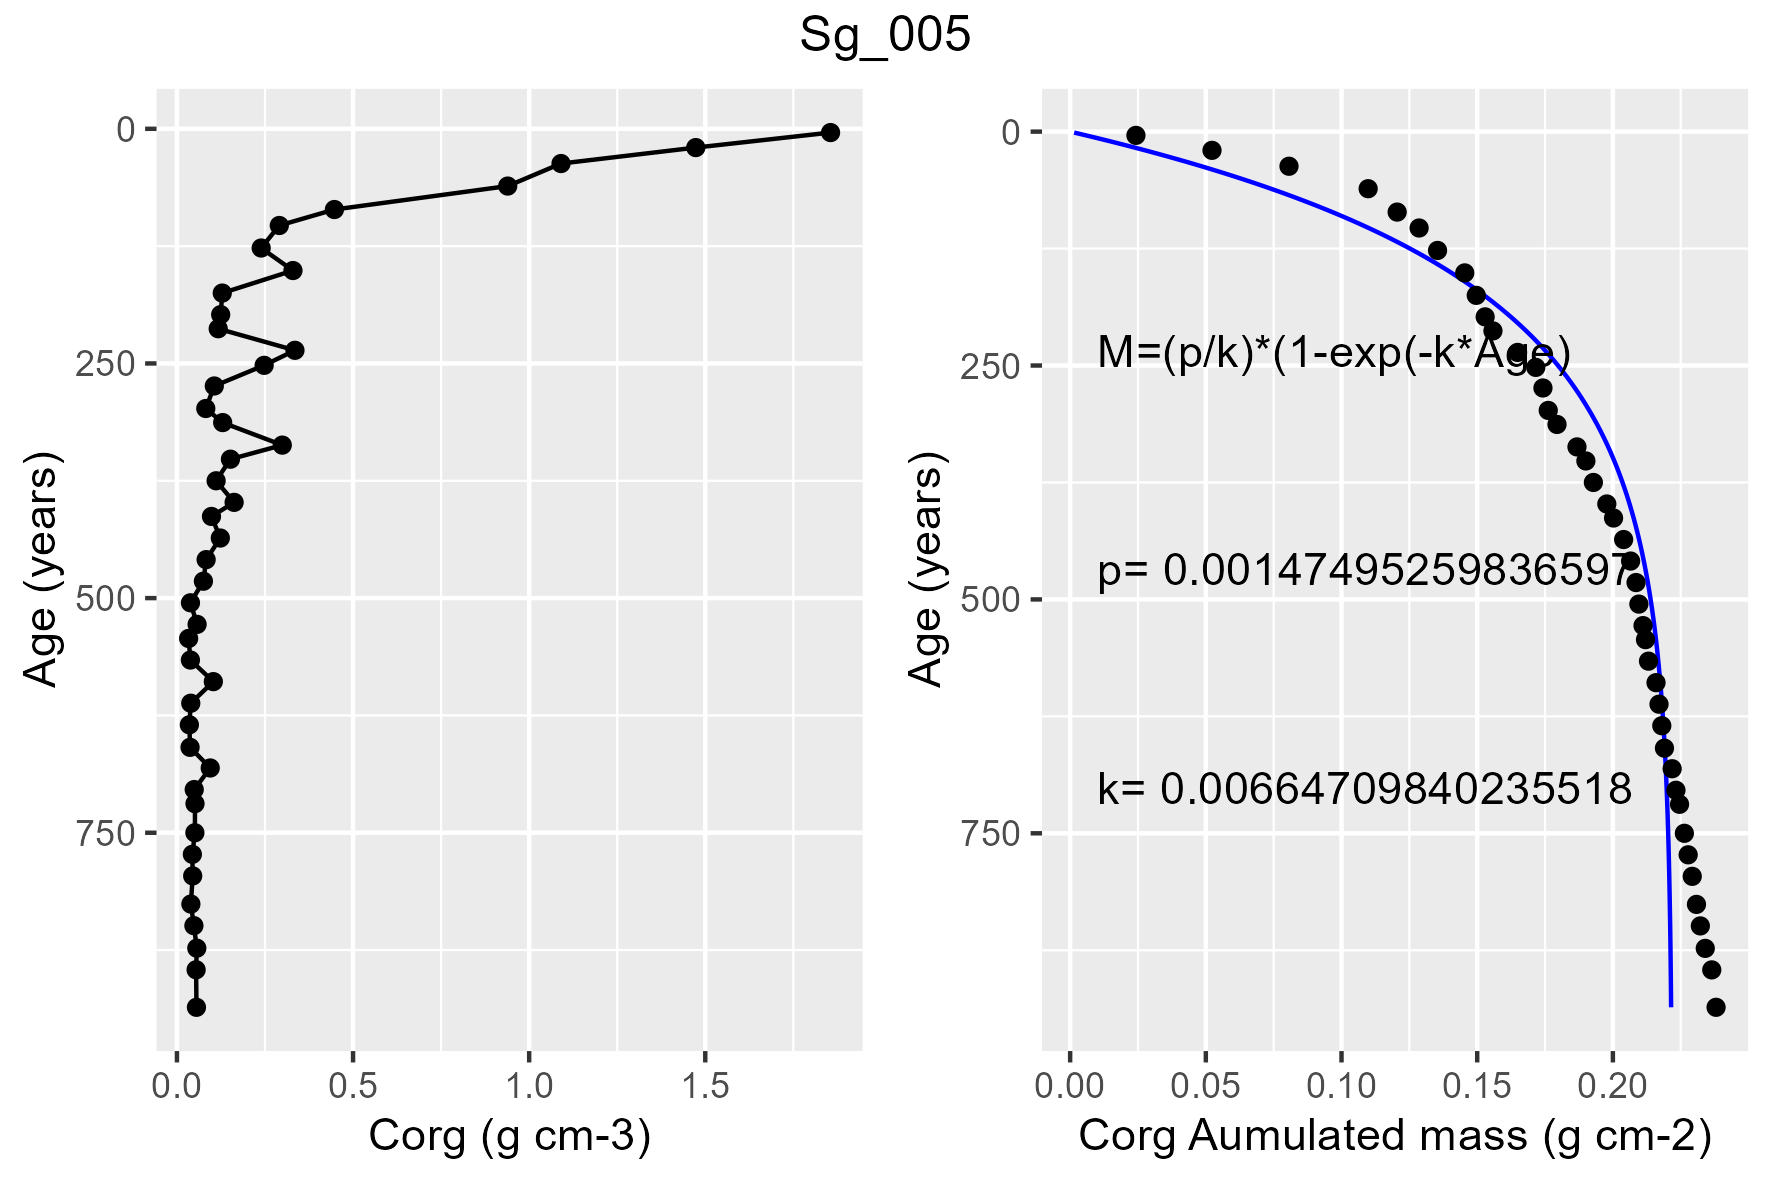 Sg_005
0
250
500
750
Age (years)
0.0 0.5 1.0 1.5
Corg (g cm-3)
0
250
500
750
Age (years)
M=(p/k)*(1-exp(-k*Age)
p= 0.00147495259836597
k= 0.00664709840235518
0.00 0.05 0.10 0.15 0.20
Corg Aumulated mass (g cm-2)